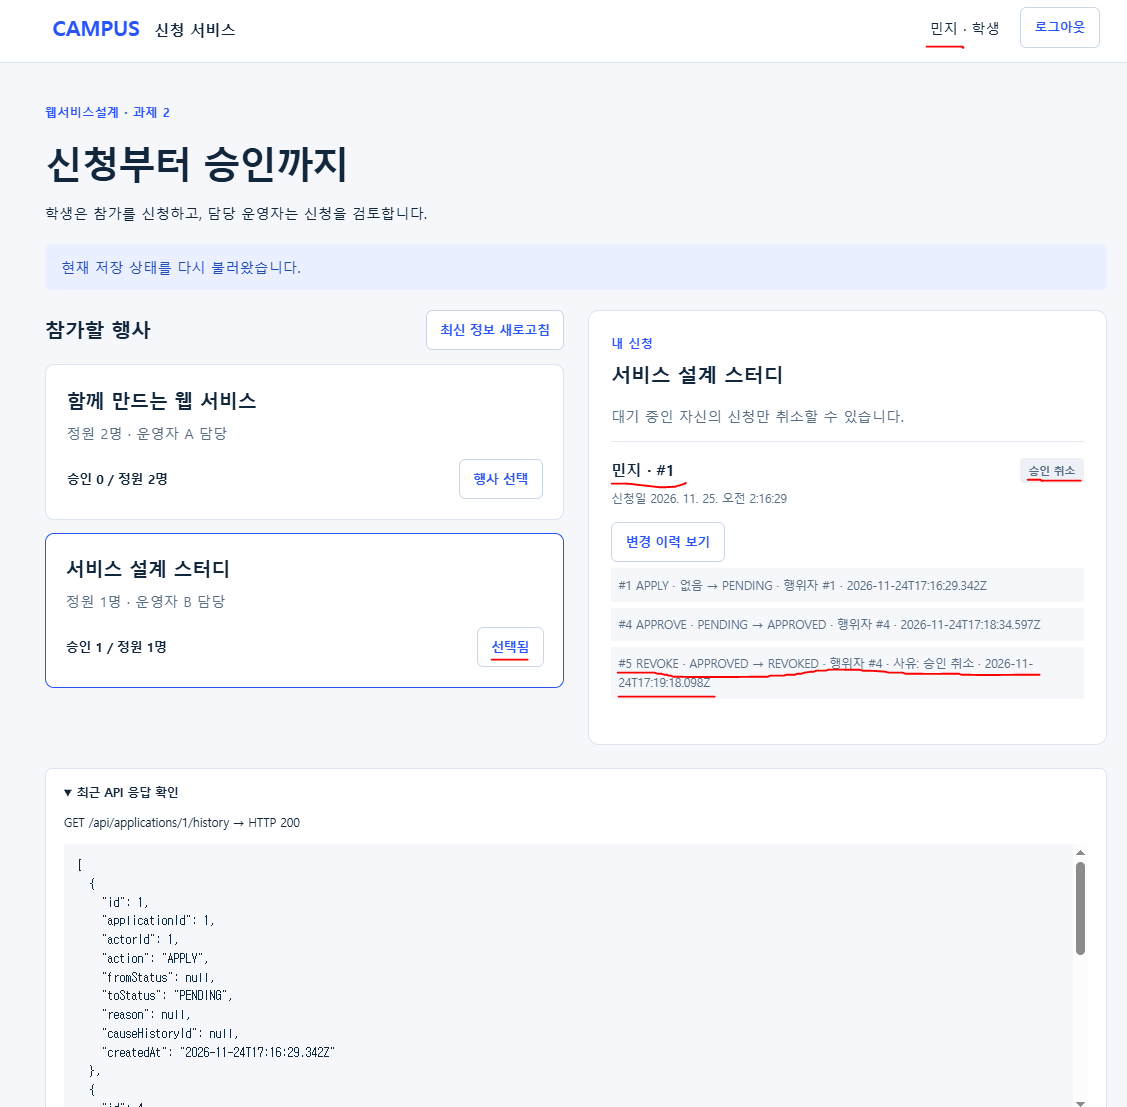 CAMPUS 신청 서비스
민지 · 학생
로그아웃
웹서비스설계 · 과제 2
신청부터 승인까지
학생은 참가를 신청하고, 담당 운영자는 신청을 검토합니다.
현재 저장 상태를 다시 불러왔습니다.
참가할 행사
최신 정보 새로고침
함께 만드는 웹 서비스
정원 2명 · 운영자 A 담당
승인 0 / 정원 2명
행사 선택
서비스 설계 스터디
정원 1명 · 운영자 B 담당
승인 1 / 정원 1명
선택됨
내 신청
서비스 설계 스터디
대기 중인 자신의 신청만 취소할 수 있습니다.
민지 · #1
승인 취소
신청일 2026. 11. 25. 오전 2:16:29
변경 이력 보기
#1 APPLY · 없음 → PENDING · 행위자 #1 · 2026-11-24T17:16:29.342Z
#4 APPROVE · PENDING → APPROVED · 행위자 #4 · 2026-11-24T17:18:34.597Z
#5 REVOKE · APPROVED → REVOKED · 행위자 #4 · 사유: 승인 취소 · 2026-11-
24T17:19:18.098Z
▼ 최근 API 응답 확인
GET /api/applications/1/history → HTTP 200
[
{
"id": 1,
"applicationId": 1,
"actorId": 1,
"action": "APPLY",
"fromStatus": null,
"toStatus": "PENDING",
"reason": null,
"causeHistoryId": null,
"createdAt": "2026-11-24T17:16:29.342Z"
},
{